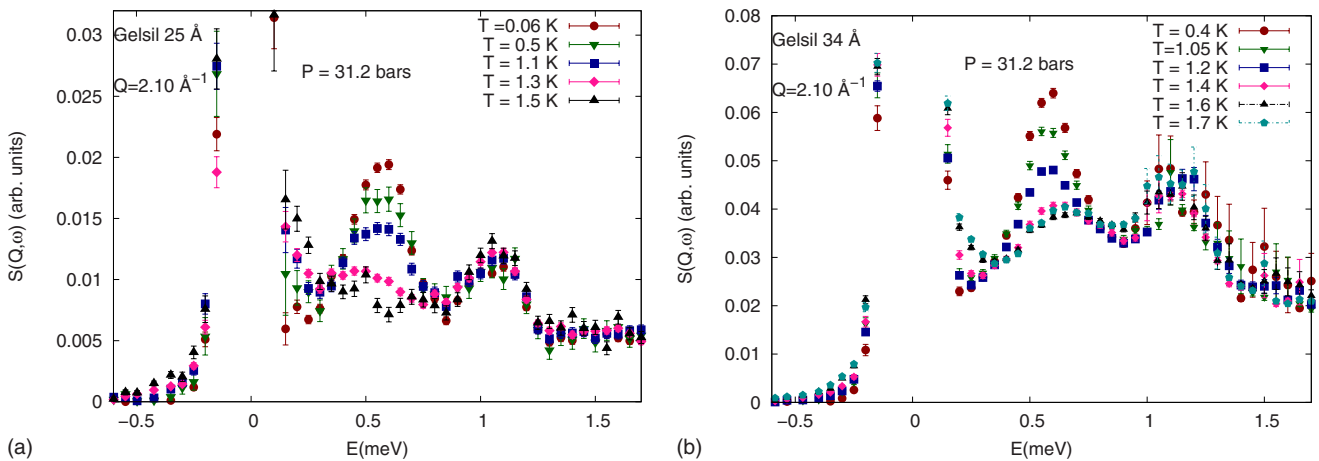 0.03
0.025
0.02
0.015
0.01
0.005
0
S(Q,ω) (arb. units)
Gelsil 25 Å
Q=2.10 Å⁻¹
P = 31.2 bars
T =0.06 K
T = 0.5 K
T = 1.1 K
T = 1.3 K
T = 1.5 K
−0.5 0 0.5 1 1.5
E(meV)
(a)
0.08
0.07
0.06
0.05
0.04
0.03
0.02
0.01
0
S(Q,ω) (arb. units)
Gelsil 34 Å
Q=2.10 Å⁻¹
P = 31.2 bars
T = 0.4 K
T=1.05 K
T = 1.2 K
T = 1.4 K
T = 1.6 K
T = 1.7 K
−0.5 0 0.5 1 1.5
E(meV)
(b)